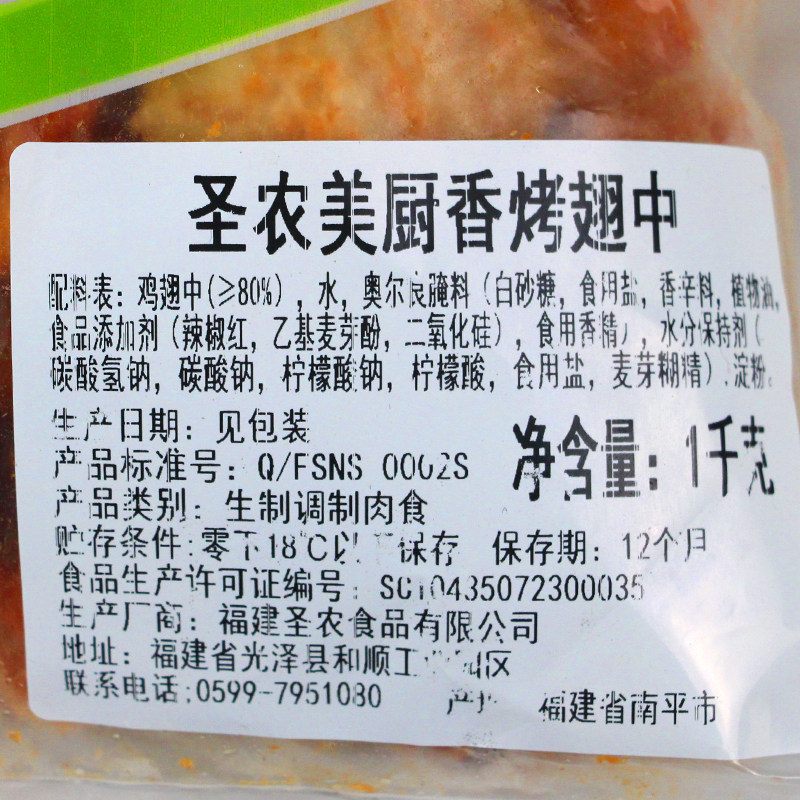 圣农美厨香烤翅中
配料表：鸡翅中(≥80%)，水，奥尔良腌料（白砂糖，食用盐，香辛料，植物油，
食品添加剂（辣椒红，乙基麦芽酚，二氧化硅），食用香精），水分保持剂（
碳酸氢钠，碳酸钠，柠檬酸钠，柠檬酸，食用盐，麦芽糊精）.淀粉。
生产日期：见包装
产品标准号：Q/FSNS 0002S
净含量：1千克
产品类别：生制调制肉食
贮存条件:零下18℃以下保存 保存期：12个月
食品生产许可证编号：SC10435072300035
生产厂商：福建圣农食品有限公司
地址：福建省光泽县和顺工业园区
联系电话:0599-7951080 产地 福建省南平市